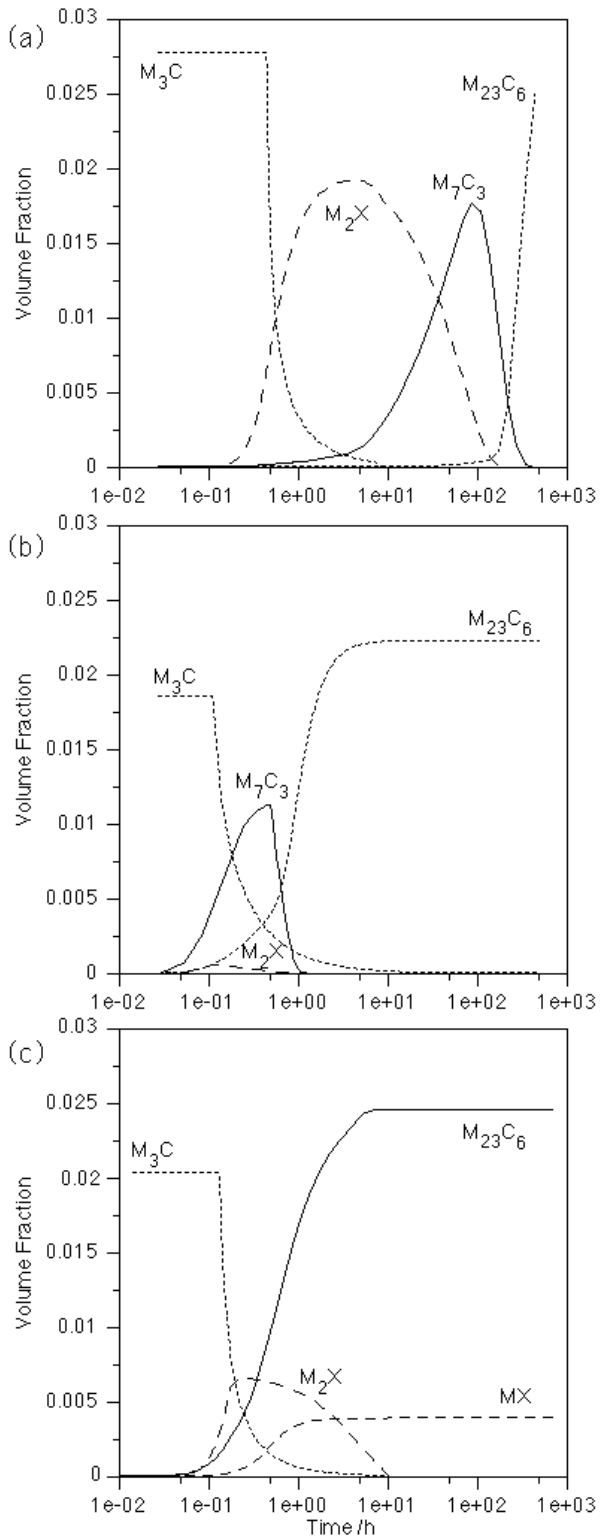 (a)
0.03
0.025
0.02
0.015
0.01
0.005
0
Volume Fraction
M3C
M2X
M7C3
M23C6
1e-02 1e-01 1e+00 1e+01 1e+02 1e+03
(b)
0.03
0.025
0.02
0.015
0.01
0.005
0
Volume Fraction
M3C
M7C3
M2X
M23C6
1e-02 1e-01 1e+00 1e+01 1e+02 1e+03
(c)
0.03
0.025
0.02
0.015
0.01
0.005
0
Volume Fraction
M3C
M23C6
M2X
MX
1e-02 1e-01 1e+00 1e+01 1e+02 1e+03
Time /h